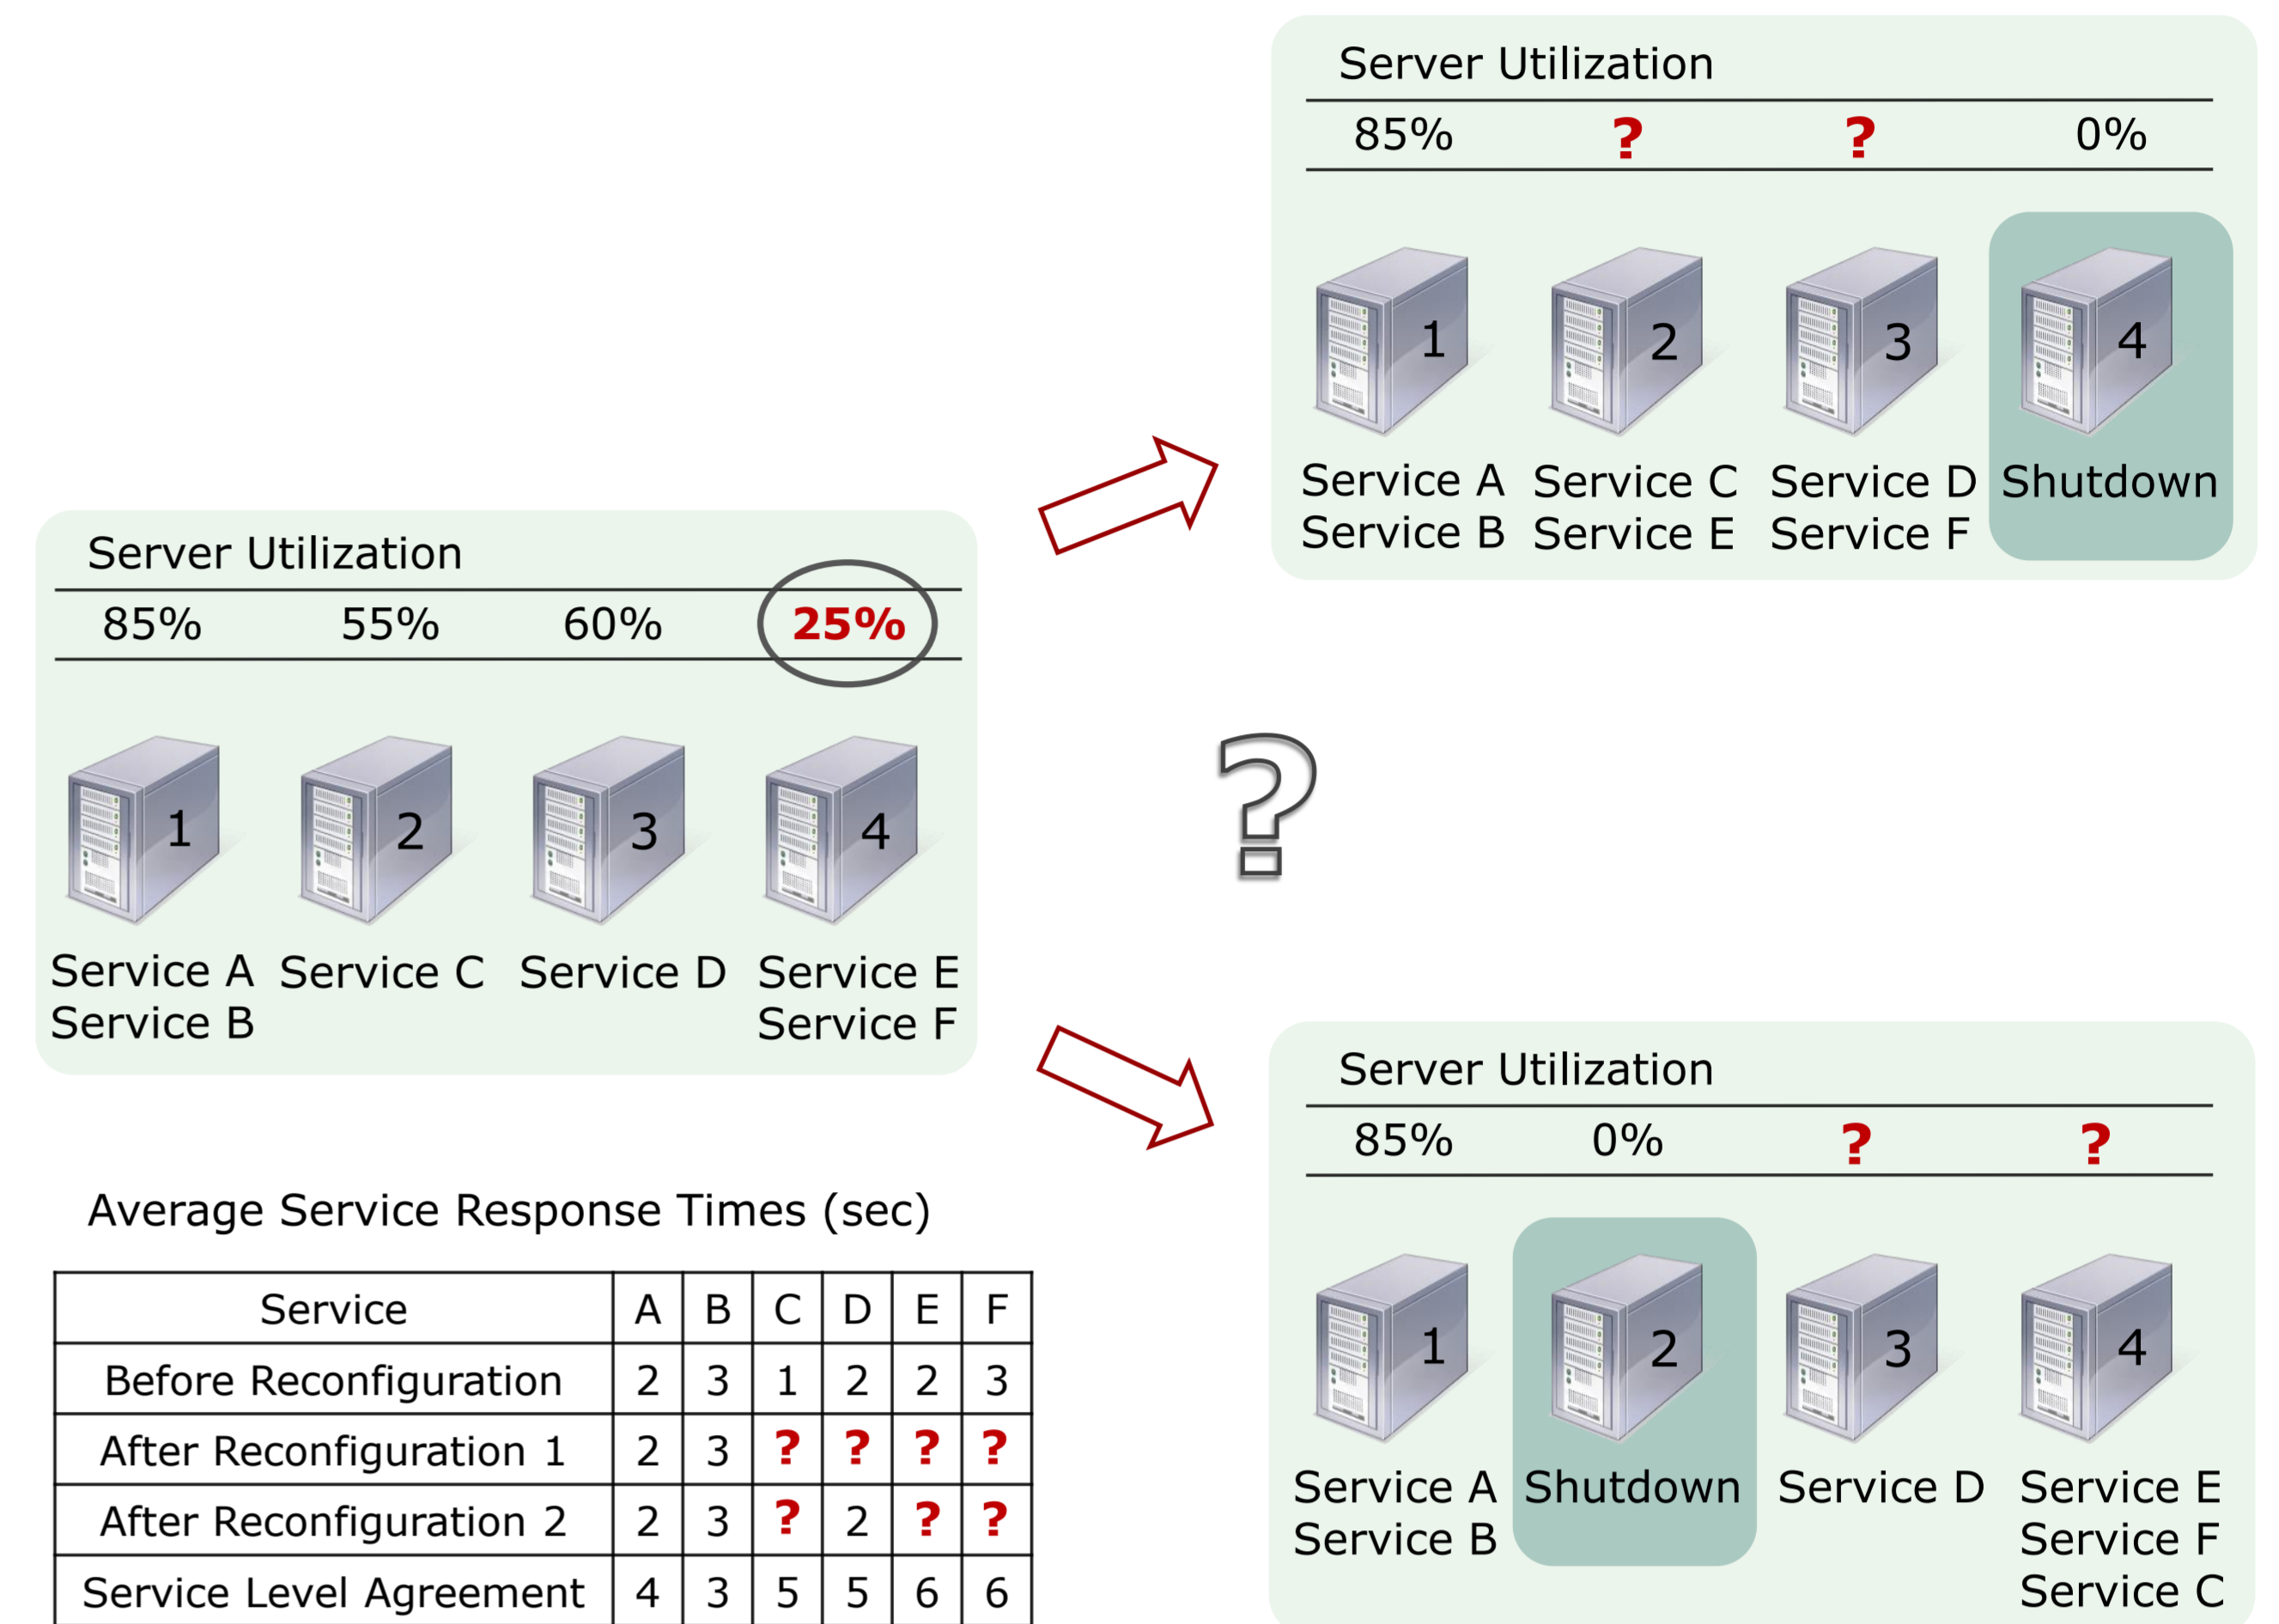 Server Utilization
85% ? ? 0%
1 2 3 4
Service A Service C Service D Shutdown
Service B Service E Service F
Server Utilization
85% 55% 60% 25%
1 2 3 4
Service A Service C Service D Service E
Service B Service F
?
Server Utilization
85% 0% ? ?
1 2 3 4
Service A Shutdown Service D Service E
Service B Service F
Service C
Average Service Response Times (sec)
Service A B C D E F
Before Reconfiguration 2 3 1 2 2 3
After Reconfiguration 1 2 3 ? ? ? ?
After Reconfiguration 2 2 3 ? 2 ? ?
Service Level Agreement 4 3 5 5 6 6